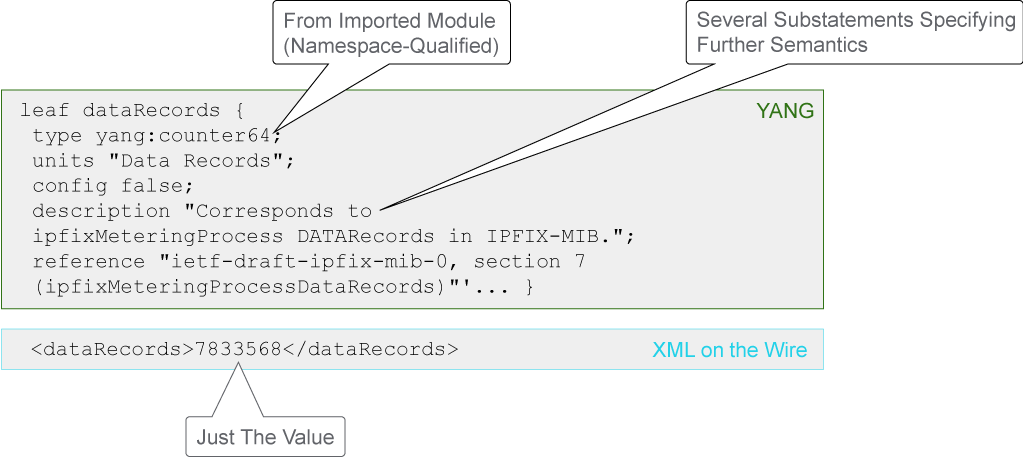 From Imported Module
(Namespace-Qualified)
Several Substatements Specifying
Further Semantics
YANG
leaf dataRecords {
type yang:counter64;
units "Data Records";
config false;
description "Corresponds to
ipfixMeteringProcess DATARecords in IPFIX-MIB.";
reference "ietf-draft-ipfix-mib-0, section 7
(ipfixMeteringProcessDataRecords)"'... }
<dataRecords>7833568</dataRecords>
XML on the Wire
Just The Value